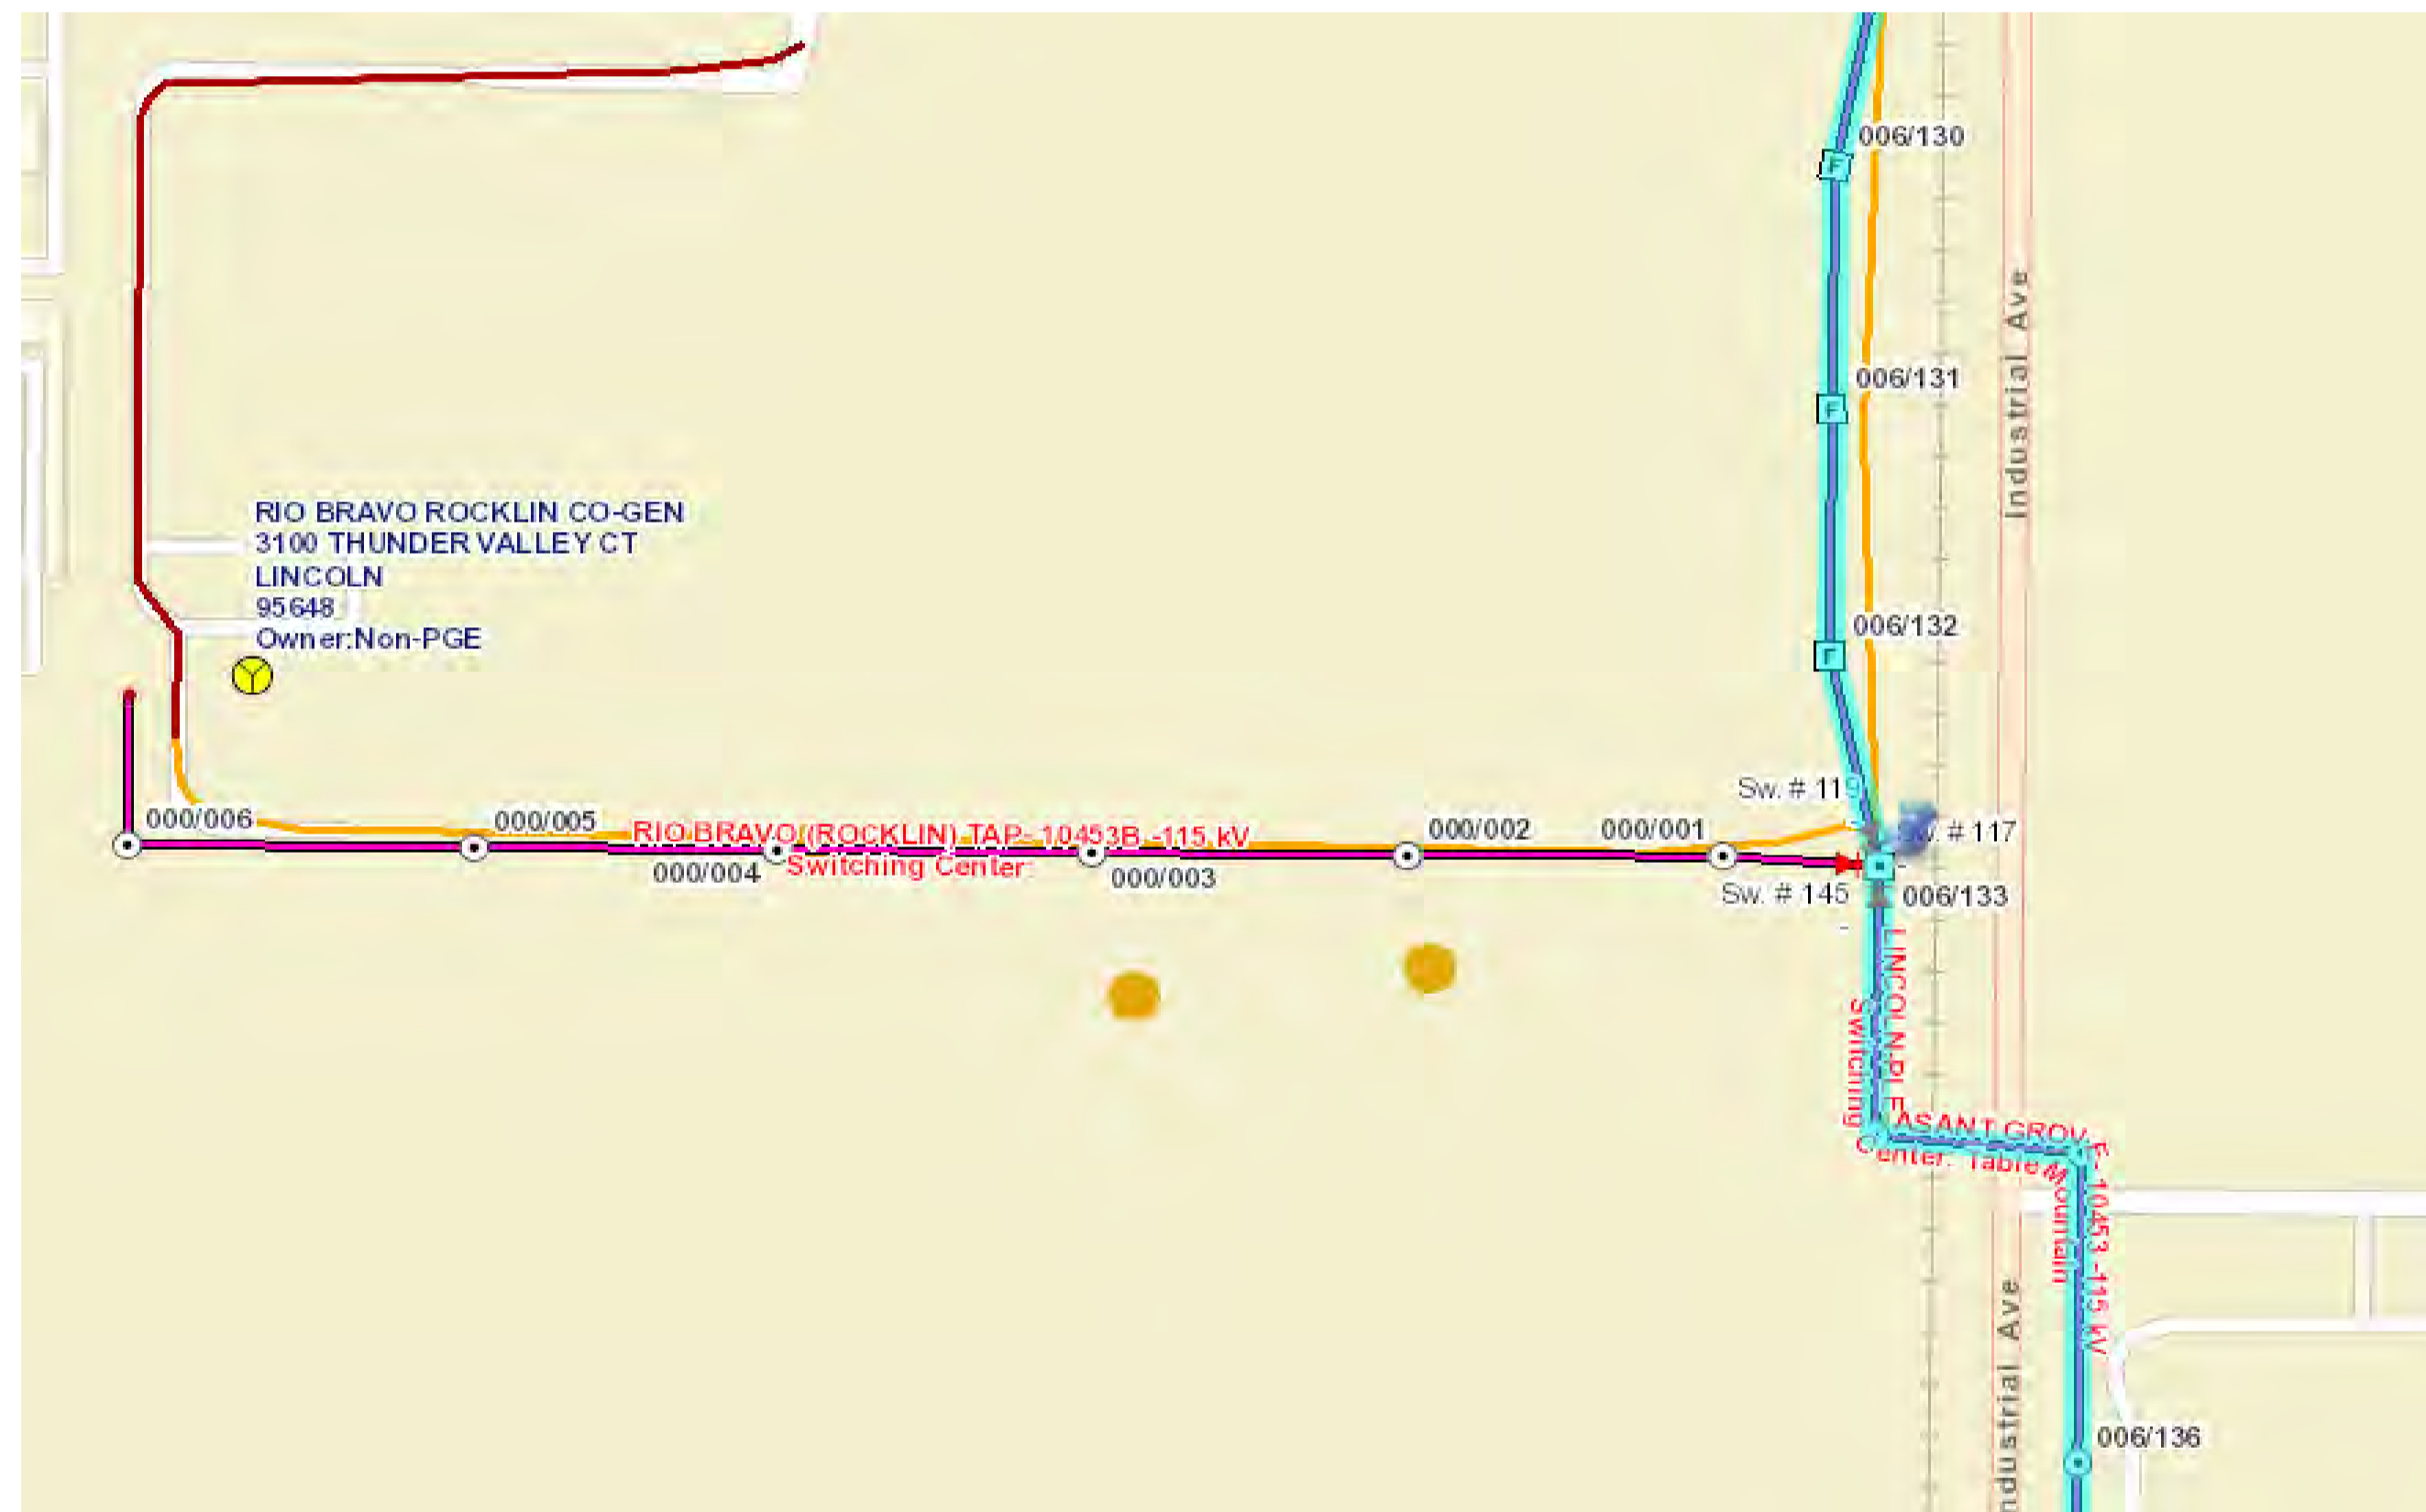 006/130
Industrial Ave
006/131
RIO BRAVO ROCKLIN CO-GEN
3100 THUNDER VALLEY CT
LINCOLN
95648
Owner:Non-PGE
006/132
F
F
F
Sw. # 119
Sw. # 117
000/006
000/005
RIO BRAVO (ROCKLIN) TAP- 10453B -115 kV
Switching Center:
000/004
000/003
000/002
000/001
Sw. # 145
006/133
LINCOLN-PLEASANT GROVE- 10453 -115 kV
Switching Center: Table Mountain
Industrial Ave
006/136